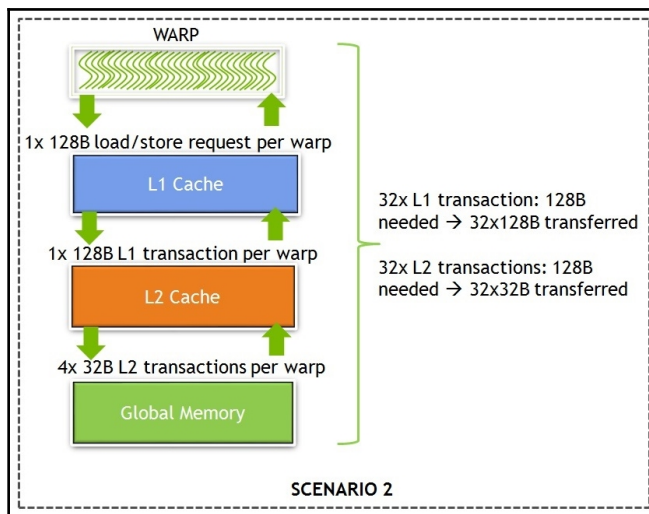 WARP
1x 128B load/store request per warp
L1 Cache
1x 128B L1 transaction per warp
L2 Cache
4x 32B L2 transactions per warp
Global Memory
32x L1 transaction: 128B
needed → 32x128B transferred
32x L2 transactions: 128B
needed → 32x32B transferred
SCENARIO 2